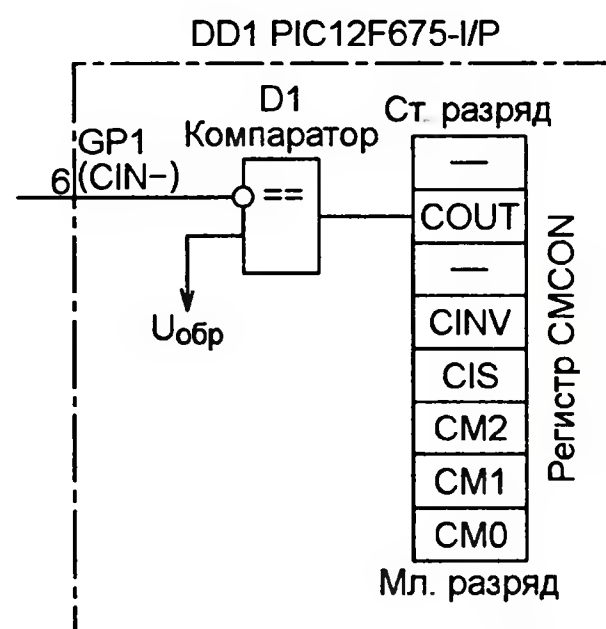 DD1 PIC12F675-I/P
D1
Компаратор
Ст. разряд
GP1
(CIN−)
6
==
Uобр
—
COUT
—
CINV
CIS
CM2
CM1
CM0
Регистр CMCON
Мл. разряд